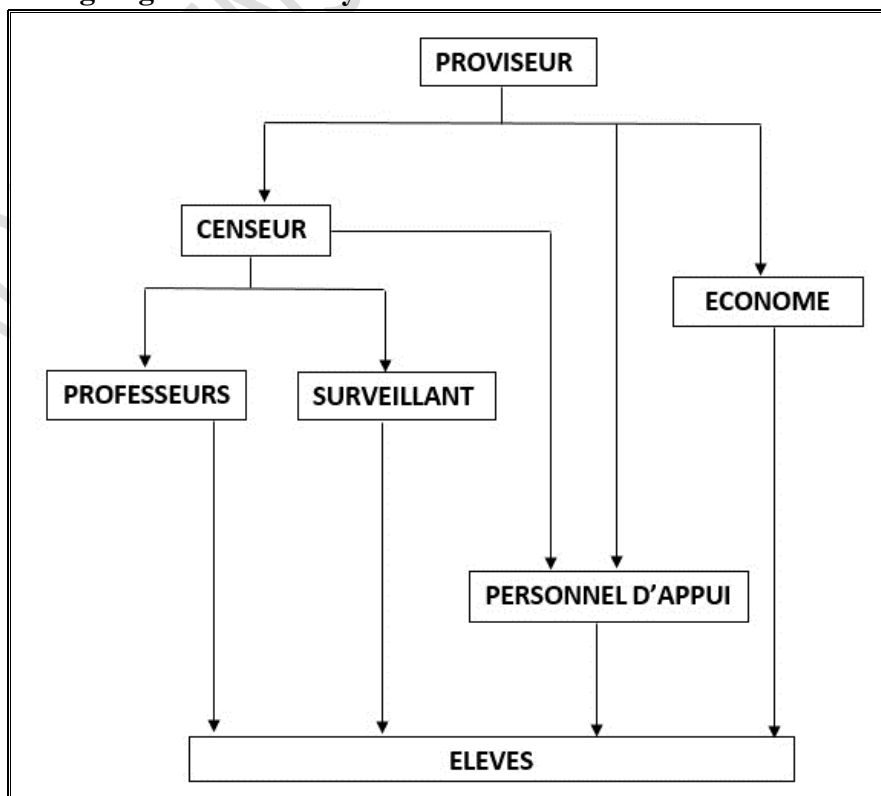 PROVISEUR
CENSEUR
ECONOME
PROFESSEURS
SURVEILLANT
PERSONNEL D'APPUI
ELEVES